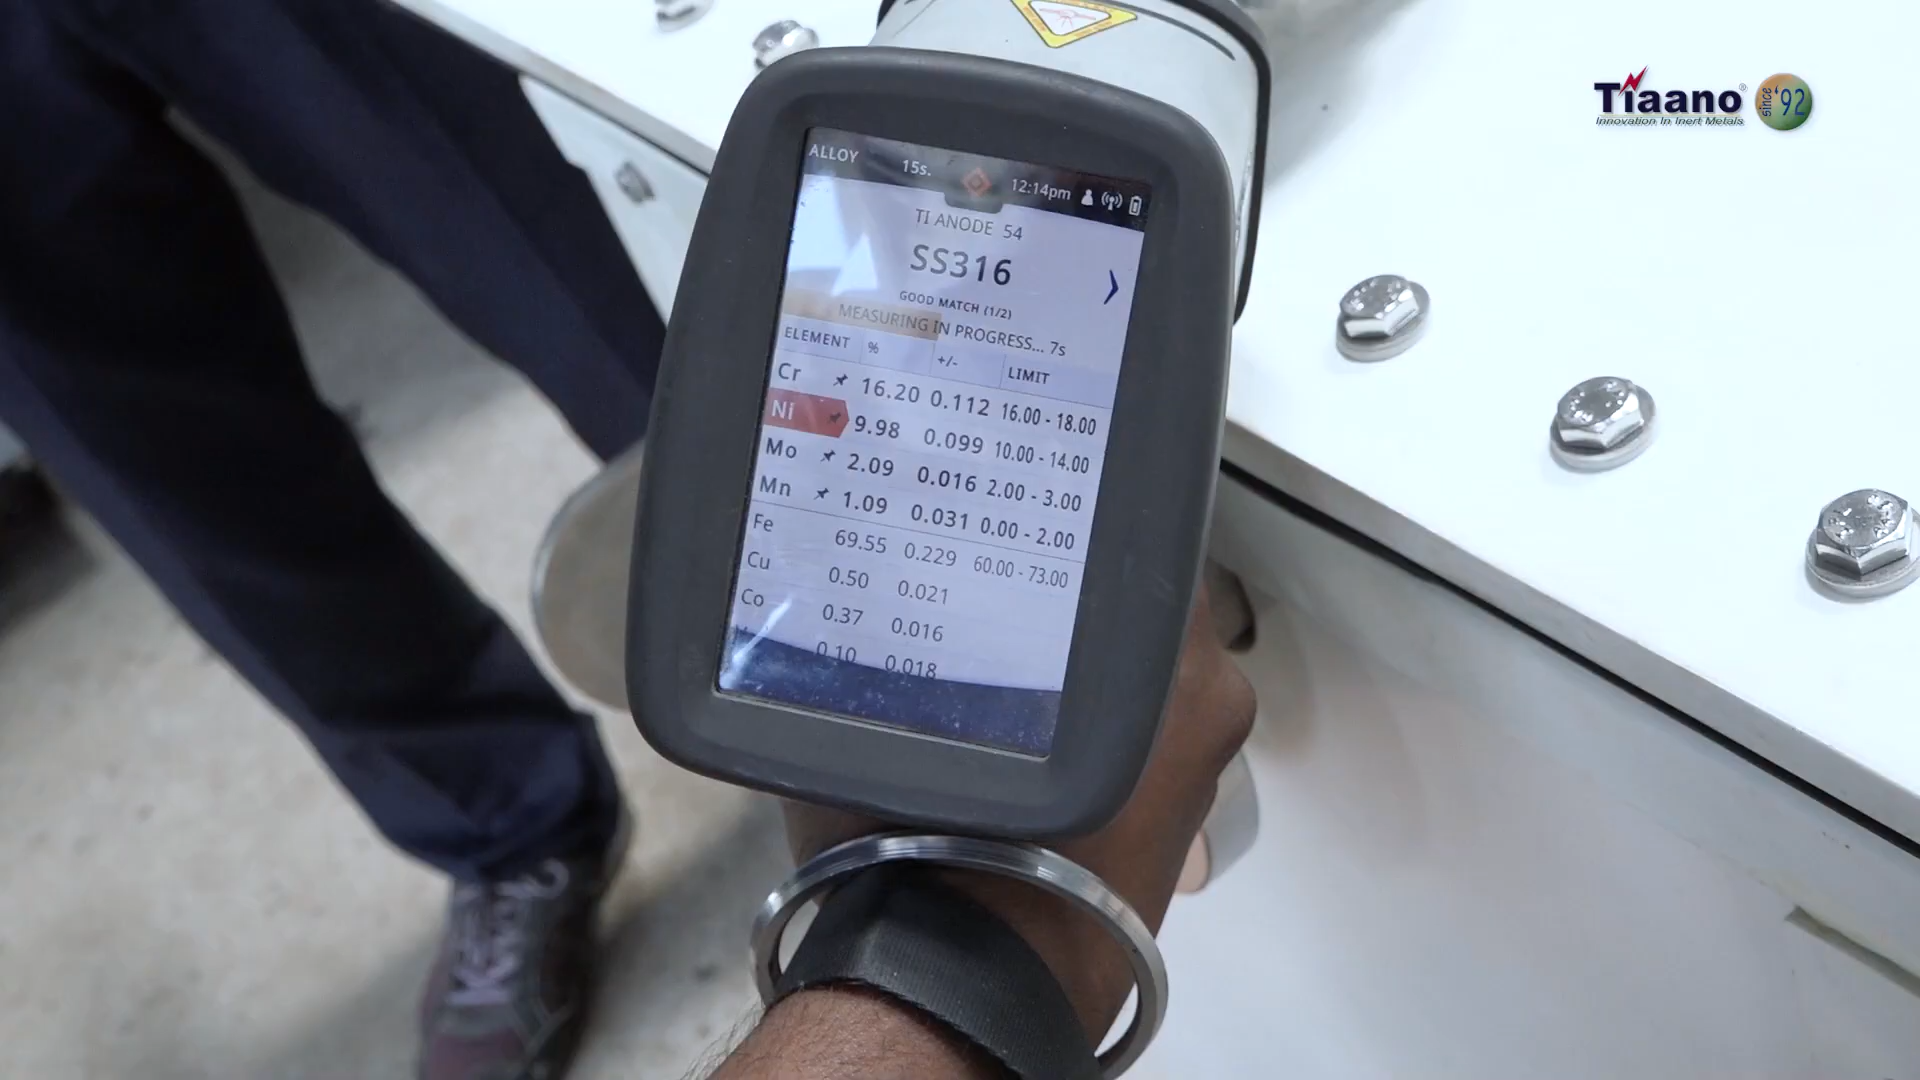 Tiaano®
Innovation In Inert Metals
since '92
ALLOY 15s. 12:14pm
TI ANODE 54
SS316
GOOD MATCH (1/2)
MEASURING IN PROGRESS... 7s
ELEMENT % +/- LIMIT
Cr 16.20 0.112 16.00 - 18.00
Ni 9.98 0.099 10.00 - 14.00
Mo 2.09 0.016 2.00 - 3.00
Mn 1.09 0.031 0.00 - 2.00
Fe 69.55 0.229 60.00 - 73.00
Cu 0.50 0.021
Co 0.37 0.016
0.10 0.018